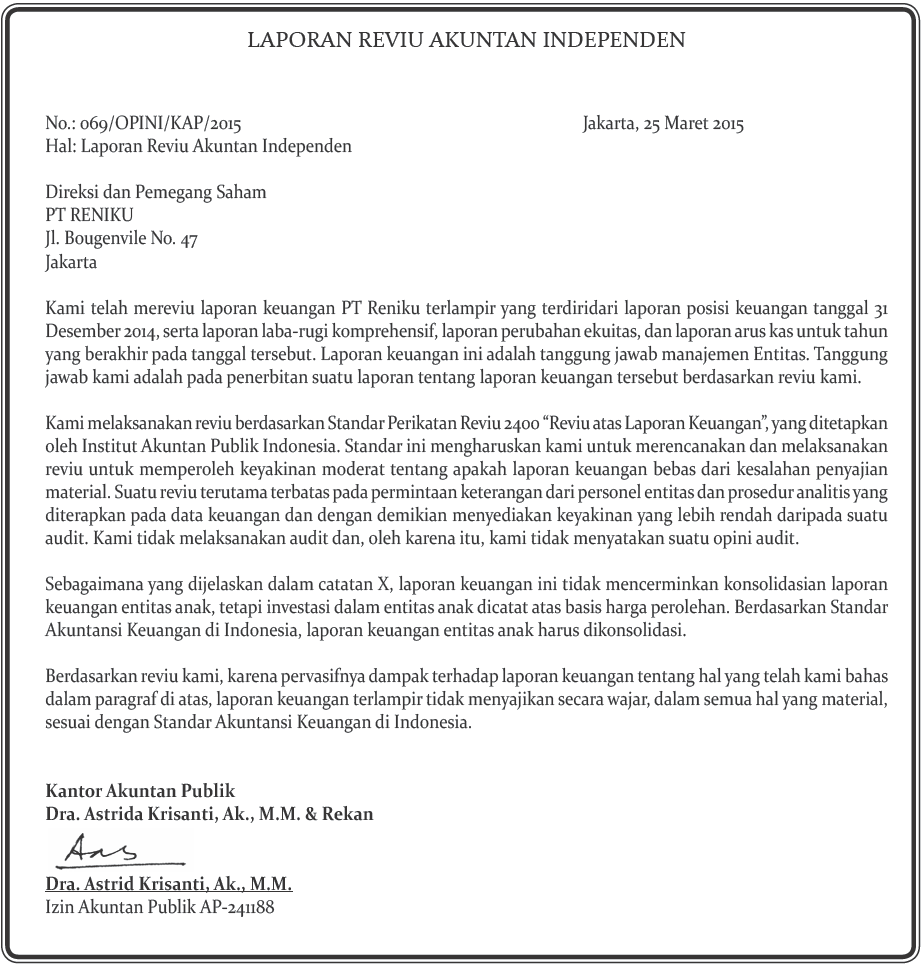 LAPORAN REVIU AKUNTAN INDEPENDEN
No.: 069/OPINI/KAP/2015 Jakarta, 25 Maret 2015
Hal: Laporan Reviu Akuntan Independen
Direksi dan Pemegang Saham
PT RENIKU
Jl. Bougenvile No. 47
Jakarta
Kami telah mereviu laporan keuangan PT Reniku terlampir yang terdiridari laporan posisi keuangan tanggal 31
Desember 2014, serta laporan laba-rugi komprehensif, laporan perubahan ekuitas, dan laporan arus kas untuk tahun
yang berakhir pada tanggal tersebut. Laporan keuangan ini adalah tanggung jawab manajemen Entitas. Tanggung
jawab kami adalah pada penerbitan suatu laporan tentang laporan keuangan tersebut berdasarkan reviu kami.
Kami melaksanakan reviu berdasarkan Standar Perikatan Reviu 2400 “Reviu atas Laporan Keuangan”, yang ditetapkan
oleh Institut Akuntan Publik Indonesia. Standar ini mengharuskan kami untuk merencanakan dan melaksanakan
reviu untuk memperoleh keyakinan moderat tentang apakah laporan keuangan bebas dari kesalahan penyajian
material. Suatu reviu terutama terbatas pada permintaan keterangan dari personel entitas dan prosedur analitis yang
diterapkan pada data keuangan dan dengan demikian menyediakan keyakinan yang lebih rendah daripada suatu
audit. Kami tidak melaksanakan audit dan, oleh karena itu, kami tidak menyatakan suatu opini audit.
Sebagaimana yang dijelaskan dalam catatan X, laporan keuangan ini tidak mencerminkan konsolidasian laporan
keuangan entitas anak, tetapi investasi dalam entitas anak dicatat atas basis harga perolehan. Berdasarkan Standar
Akuntansi Keuangan di Indonesia, laporan keuangan entitas anak harus dikonsolidasi.
Berdasarkan reviu kami, karena pervasifnya dampak terhadap laporan keuangan tentang hal yang telah kami bahas
dalam paragraf di atas, laporan keuangan terlampir tidak menyajikan secara wajar, dalam semua hal yang material,
sesuai dengan Standar Akuntansi Keuangan di Indonesia.
Kantor Akuntan Publik
Dra. Astrida Krisanti, Ak., M.M. & Rekan
Dra. Astrid Krisanti, Ak., M.M.
Izin Akuntan Publik AP-241188